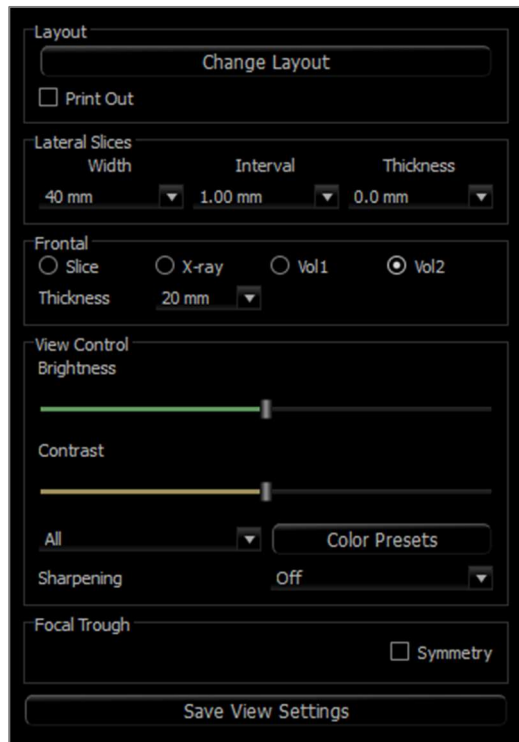 Layout
Change Layout
Print Out
Lateral Slices
Width Interval Thickness
40 mm 1.00 mm 0.0 mm
Frontal
Slice X-ray Vol1 Vol2
Thickness 20 mm
View Control
Brightness
Contrast
All Color Presets
Sharpening Off
Focal Trough
Symmetry
Save View Settings